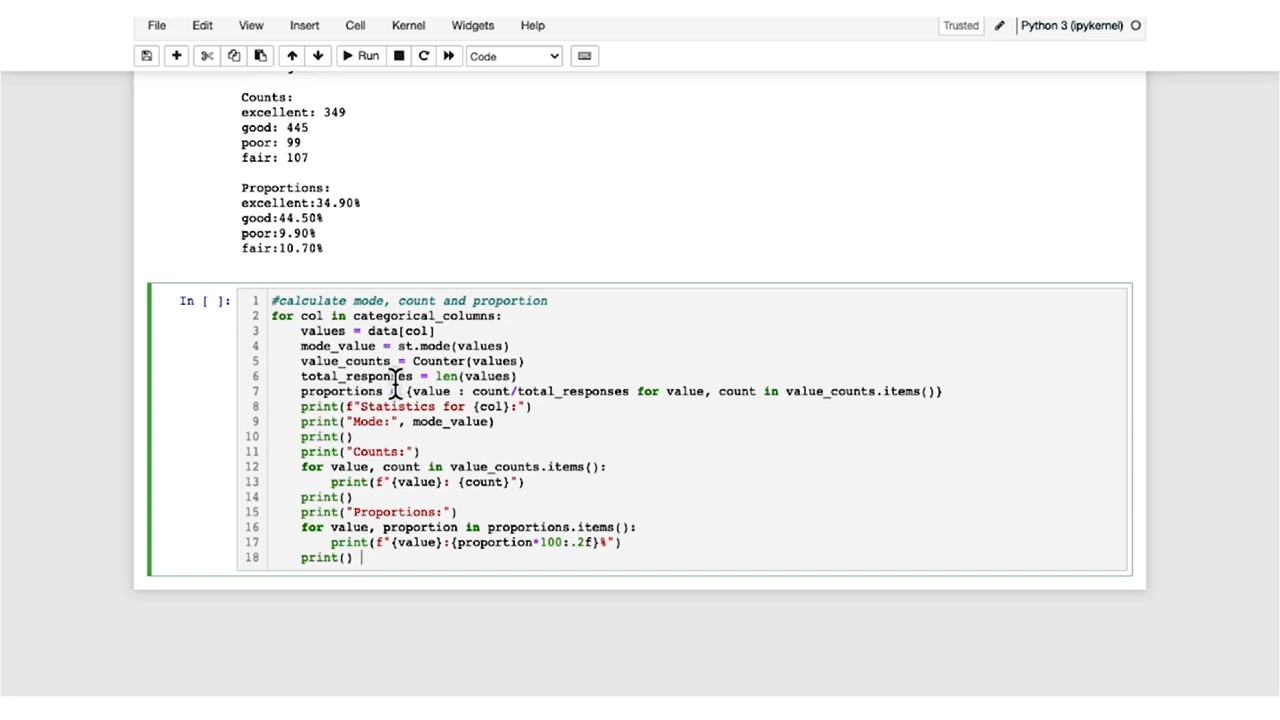 File Edit View Insert Cell Kernel Widgets Help Trusted Python 3 (ipykernel)
Run Code
Counts:
excellent: 349
good: 445
poor: 99
fair: 107
Proportions:
excellent:34.90%
good:44.50%
poor:9.90%
fair:10.70%
In [ ]:
1 #calculate mode, count and proportion
2 for col in categorical_columns:
3 values = data[col]
4 mode_value = st.mode(values)
5 value_counts = Counter(values)
6 total_responses = len(values)
7 proportions = {value : count/total_responses for value, count in value_counts.items()}
8 print(f"Statistics for {col}:")
9 print("Mode:", mode_value)
10 print()
11 print("Counts:")
12 for value, count in value_counts.items():
13 print(f"{value}: {count}")
14 print()
15 print("Proportions:")
16 for value, proportion in proportions.items():
17 print(f"{value}:{proportion*100:.2f}%")
18 print()